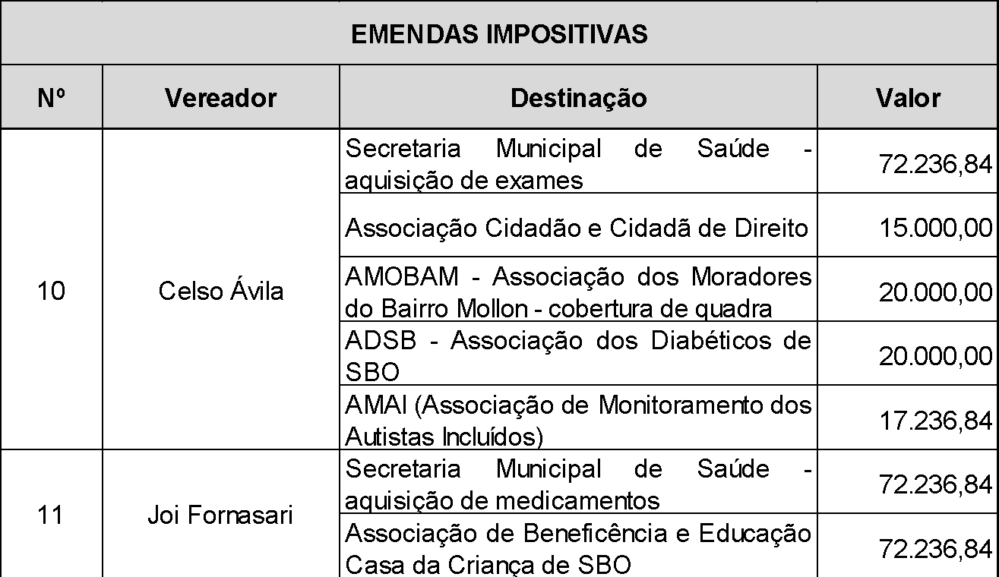 EMENDAS IMPOSITIVAS
Nº Vereador Destinação Valor
Secretaria Municipal de Saúde -
aquisição de exames
72.236,84
Associação Cidadão e Cidadã de Direito 15.000,00
10 Celso Ávila
AMOBAM - Associação dos Moradores
do Bairro Mollon - cobertura de quadra
20.000,00
ADSB - Associação dos Diabéticos de
SBO
20.000,00
AMAI (Associação de Monitoramento dos
Autistas Incluídos)
17.236,84
11 Joi Fornasari
Secretaria Municipal de Saúde -
aquisição de medicamentos
72.236,84
Associação de Beneficência e Educação
Casa da Criança de SBO
72.236,84